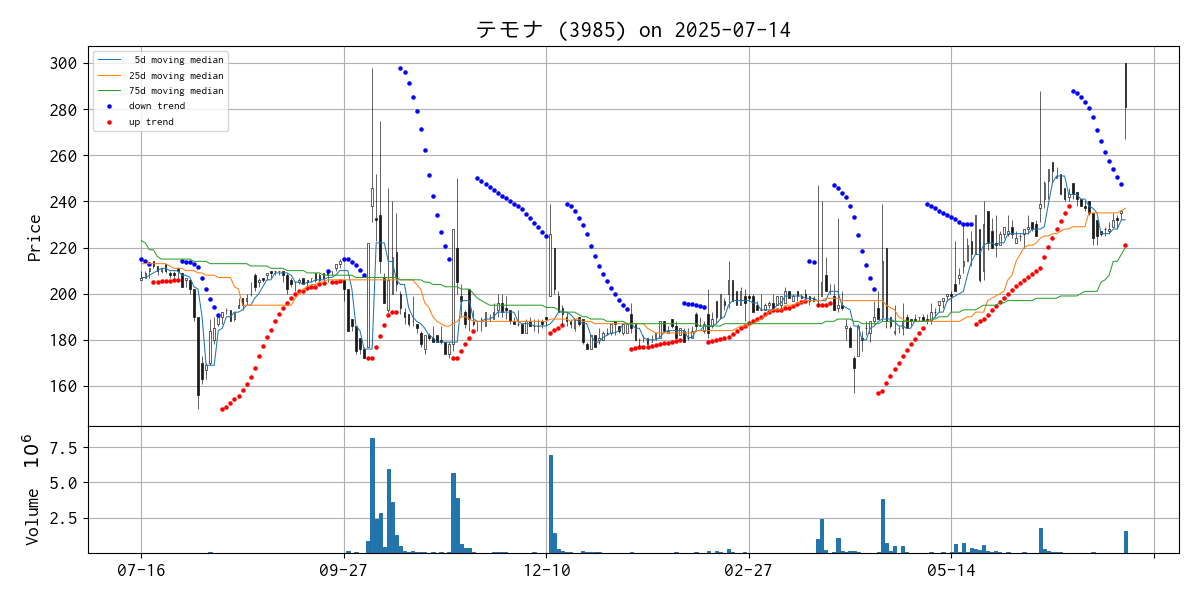 テモナ (3985) on 2025-07-14
Price
300
280
260
240
220
200
180
160
5d moving median
25d moving median
75d moving median
down trend
up trend
Volume 10^6
7.5
5.0
2.5
07-16
09-27
12-10
02-27
05-14